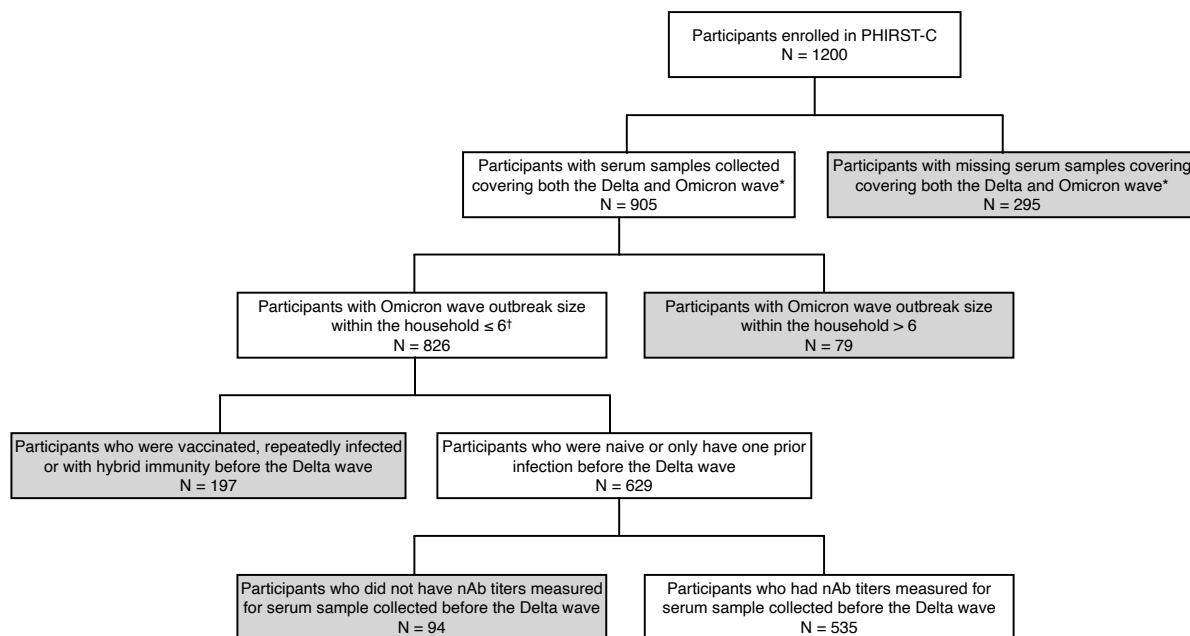 Participants enrolled in PHIRST-C
N = 1200
Participants with serum samples collected
covering both the Delta and Omicron wave*
N = 905
Participants with missing serum samples covering
covering both the Delta and Omicron wave*
N = 295
Participants with Omicron wave outbreak size
within the household ≤ 6†
N = 826
Participants with Omicron wave outbreak size
within the household > 6
N = 79
Participants who were vaccinated, repeatedly infected
or with hybrid immunity before the Delta wave
N = 197
Participants who were naive or only have one prior
infection before the Delta wave
N = 629
Participants who did not have nAb titers measured
for serum sample collected before the Delta wave
N = 94
Participants who had nAb titers measured for
serum sample collected before the Delta wave
N = 535